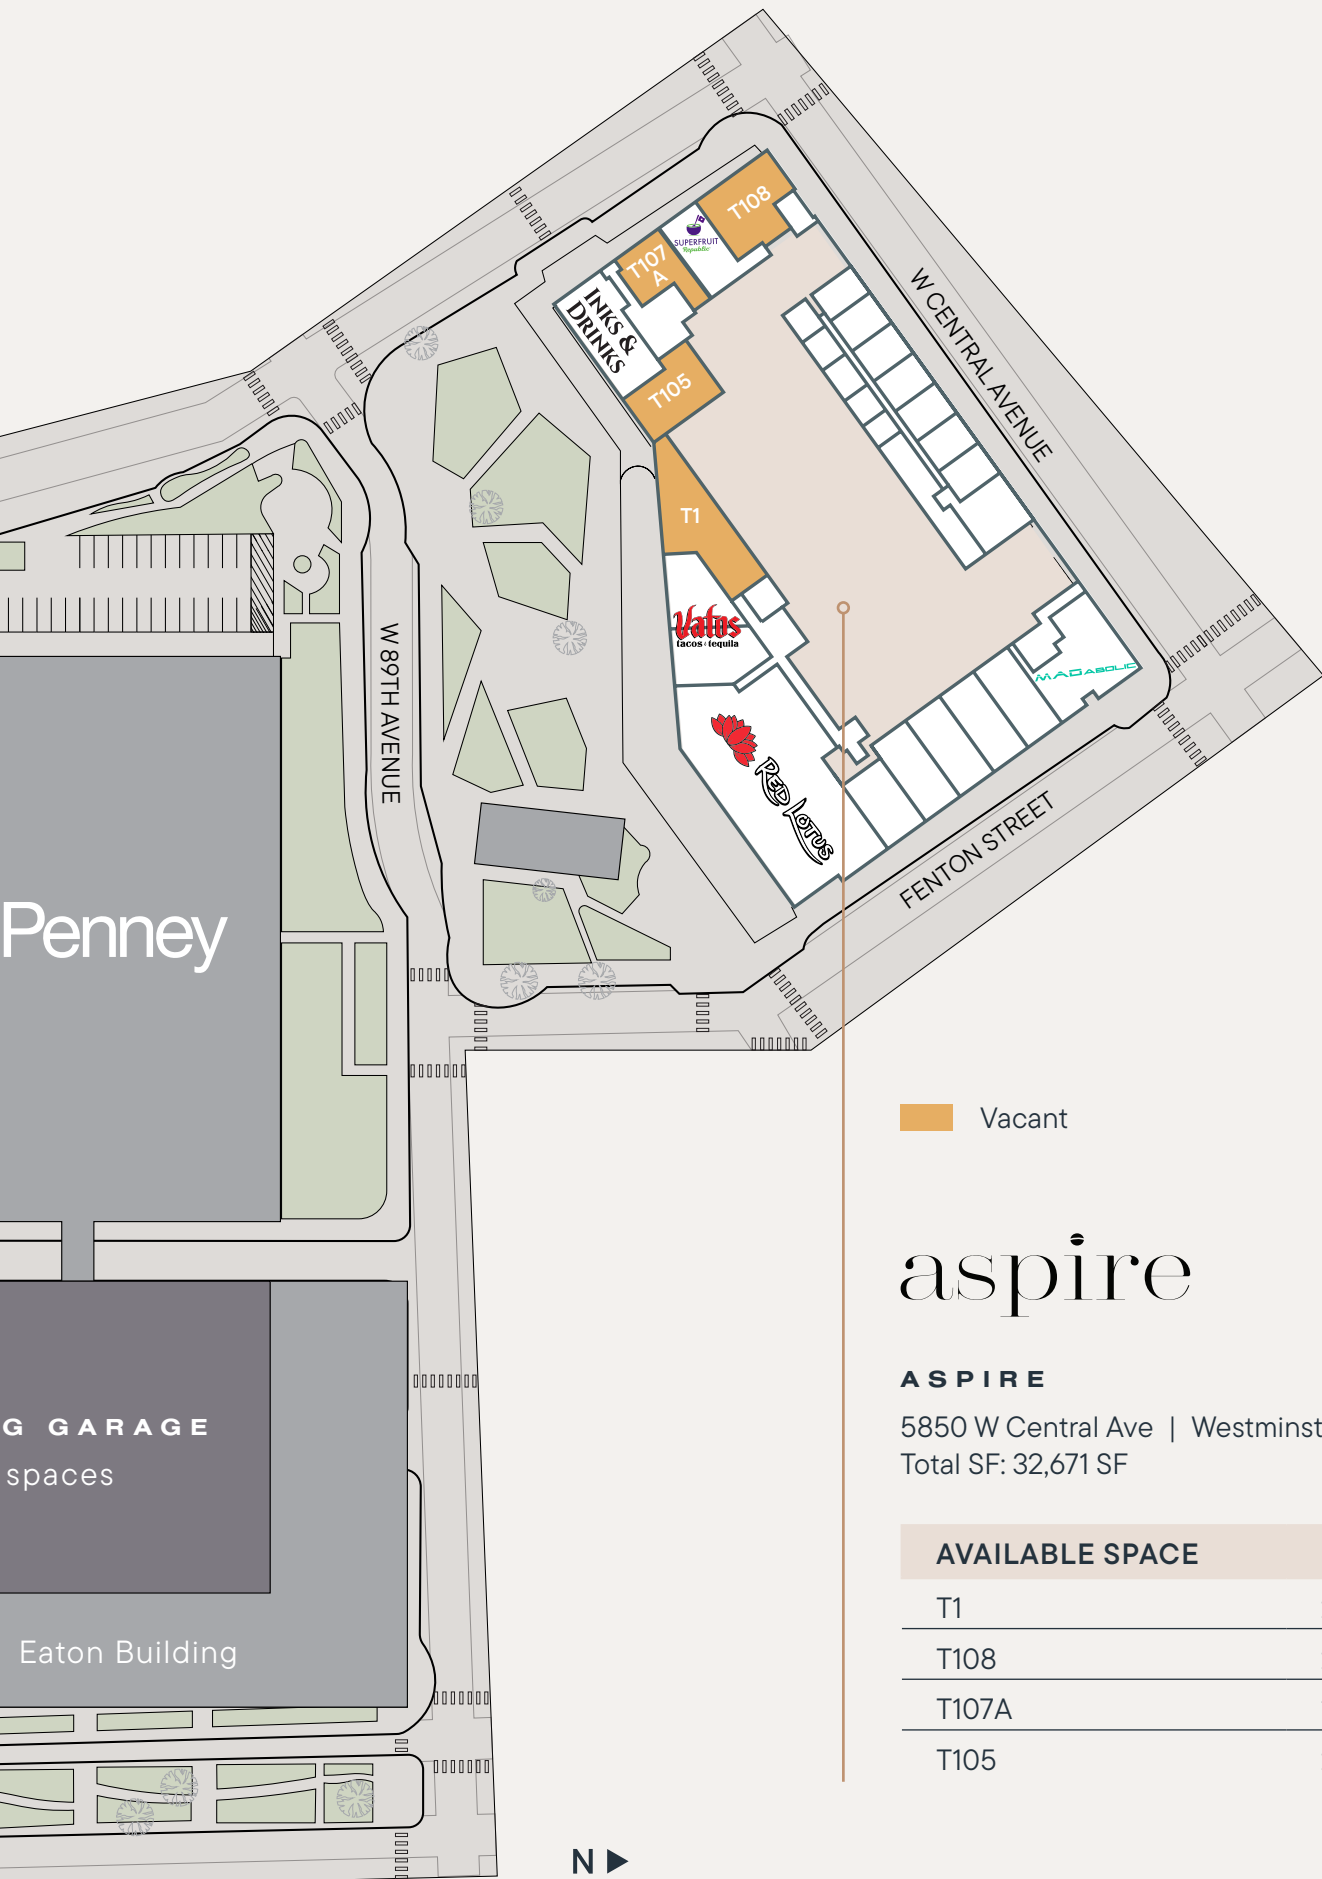 T108
SUPERFRUIT
Republic
T107
A
INKS &
DRINKS
T105
T1
Vatos
tacos & tequila
RED LOTUS
MADABOLIC
W CENTRAL AVENUE
W 89TH AVENUE
FENTON STREET
Penney
G GARAGE
spaces
Eaton Building
N
Vacant
aspire
ASPIRE
5850 W Central Ave | Westminst
Total SF: 32,671 SF
AVAILABLE SPACE
T1
T108
T107A
T105